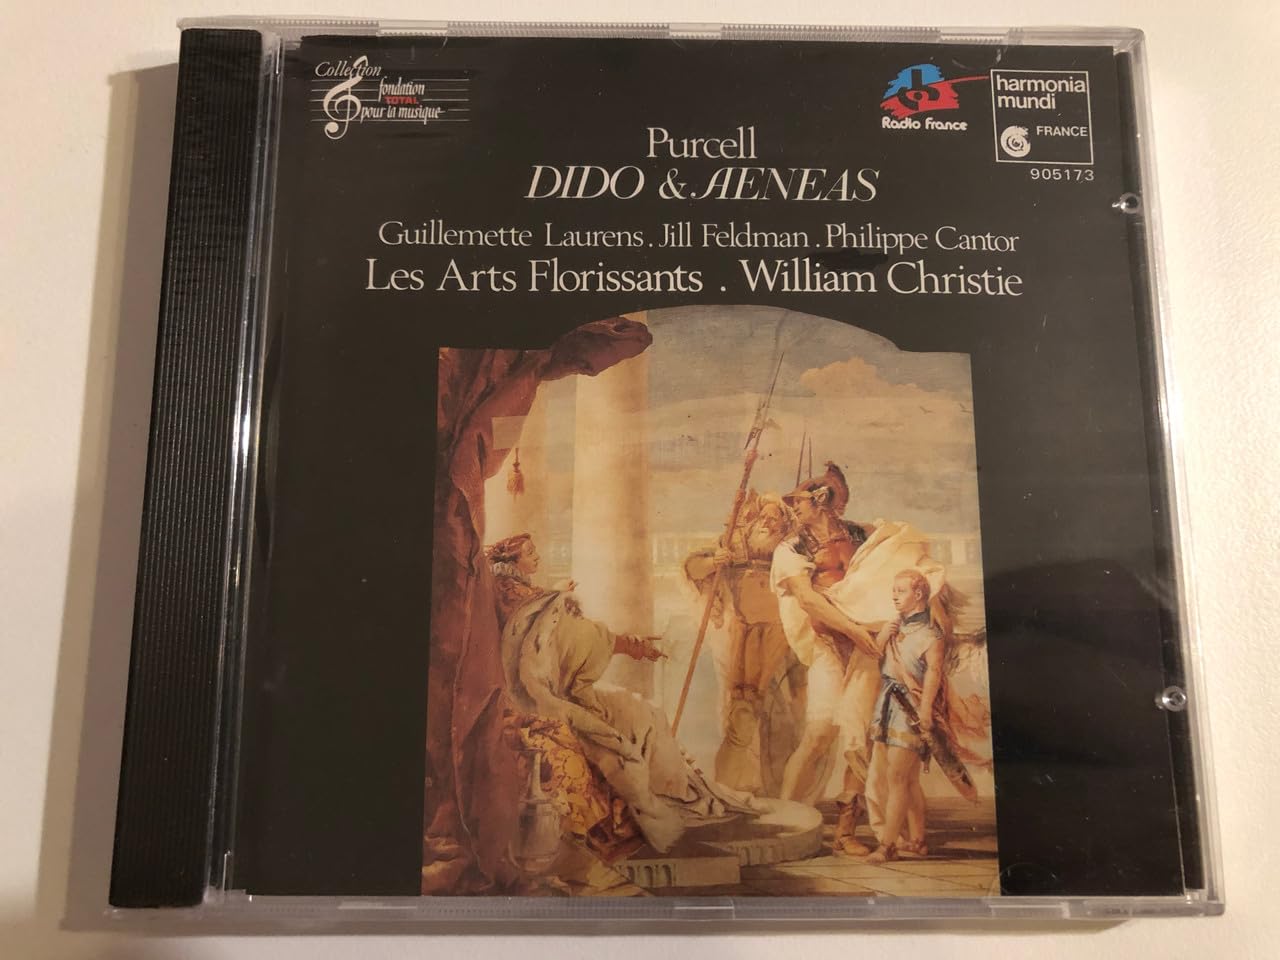 Collection
fondation
TOTAL
pour la musique
Radio France
harmonia
mundi
FRANCE
905173
Purcell
DIDO & AENEAS
Guillemette Laurens . Jill Feldman . Philippe Cantor
Les Arts Florissants . William Christie